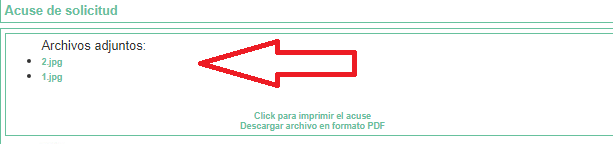 Acuse de solicitud
Archivos adjuntos:
2.jpg
1.jpg
Click para imprimir el acuse
Descargar archivo en formato PDF